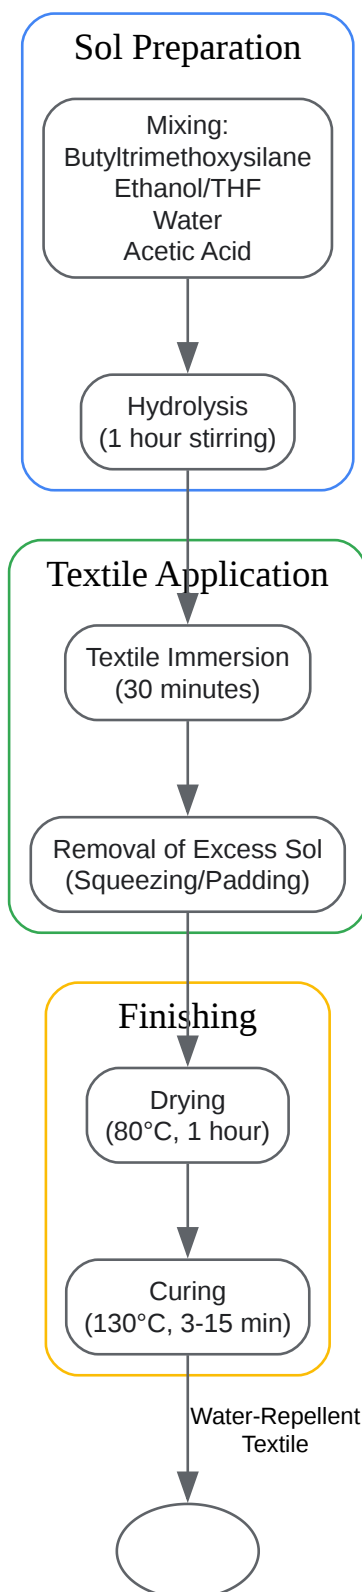 Sol Preparation
Mixing:
Butyltrimethoxysilane
Ethanol/THF
Water
Acetic Acid
Hydrolysis
(1 hour stirring)
Textile Application
Textile Immersion
(30 minutes)
Removal of Excess Sol
(Squeezing/Padding)
Finishing
Drying
(80°C, 1 hour)
Curing
(130°C, 3-15 min)
Water-Repellent
Textile